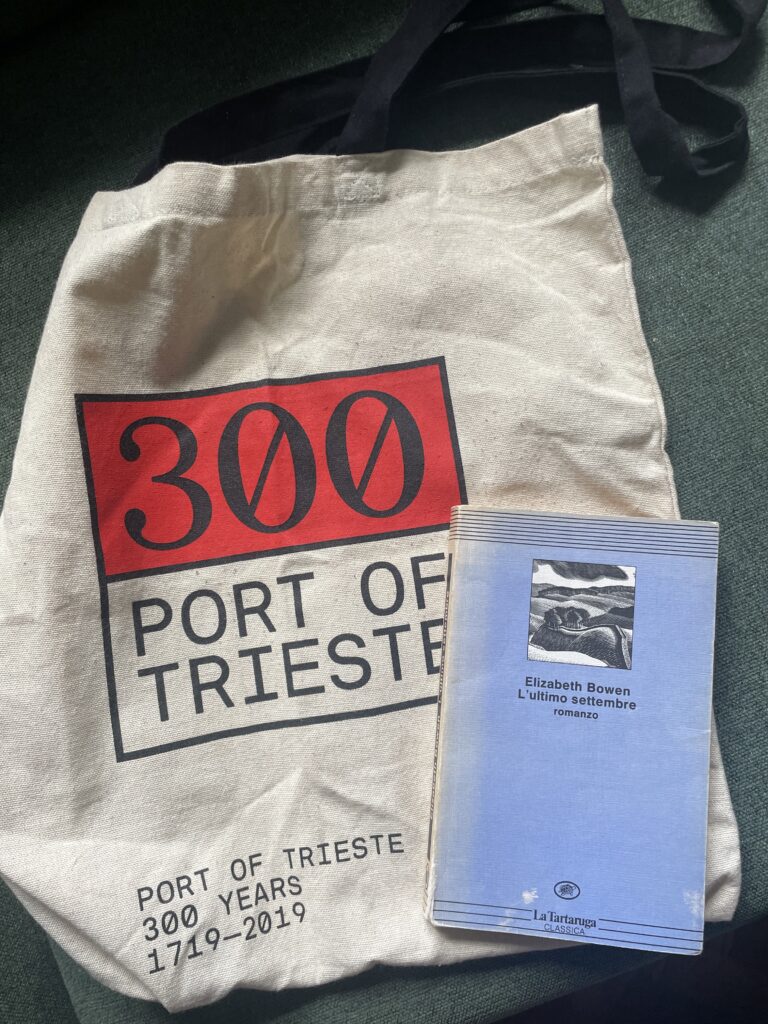 300
PORT OF
TRIESTE
PORT OF TRIESTE
300 YEARS
1719–2019
Elizabeth Bowen
L'ultimo settembre
romanzo
La Tartaruga
CLASSICA